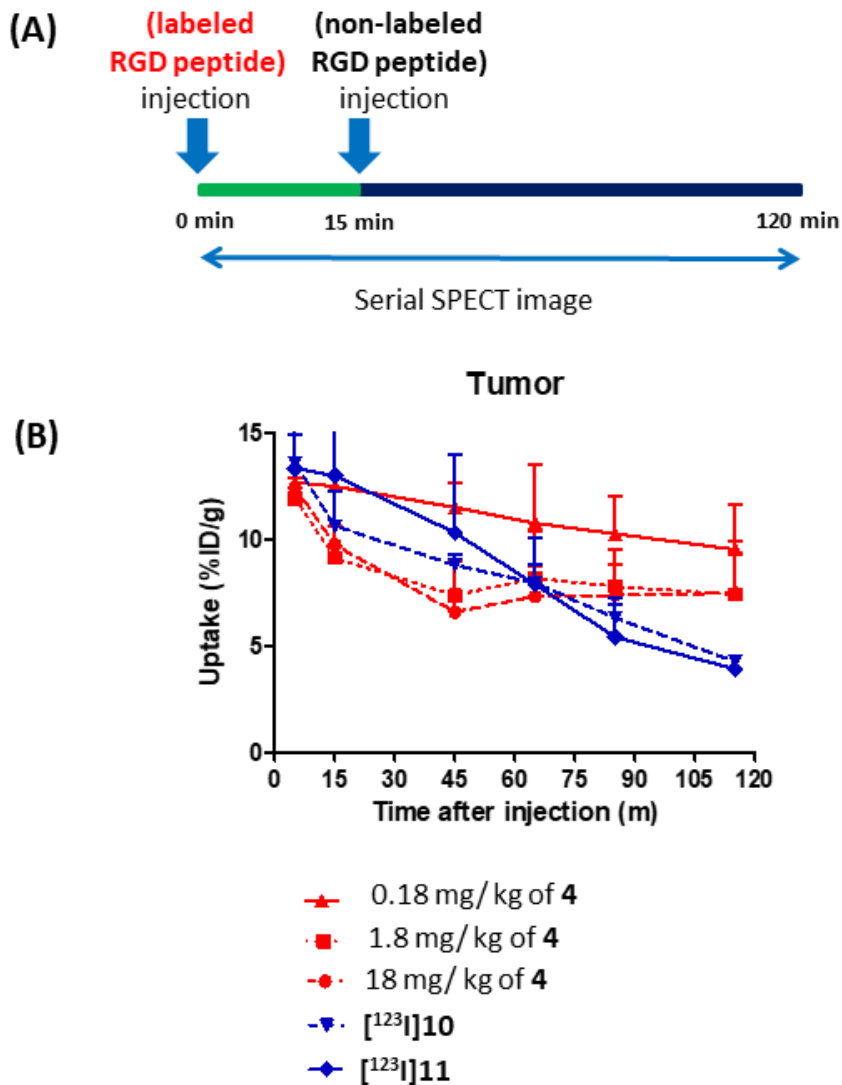 (A)
(labeled
RGD peptide)
injection
(non-labeled
RGD peptide)
injection
0 min
15 min
120 min
Serial SPECT image
(B)
Tumor
Uptake (%ID/g)
15
10
5
0
0 15 30 45 60 75 90 105 120
Time after injection (m)
0.18 mg/ kg of 4
1.8 mg/ kg of 4
18 mg/ kg of 4
[¹²³I]10
[¹²³I]11